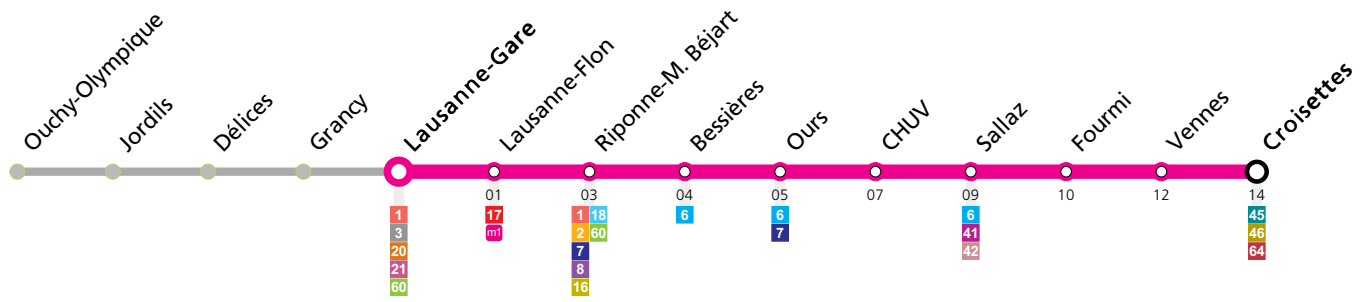 Ouchy-Olympique
Jordils
Délices
Grancy
Lausanne-Gare
Lausanne-Flon
Riponne-M. Béjart
Bessières
Ours
CHUV
Sallaz
Fourmi
Vennes
Croisettes
01 03 04 05 07 09 10 12 14
1 17 1 18 6 6 6 45
3 m1 2 60 7 41 46
20 7 42 64
21 8
60 16